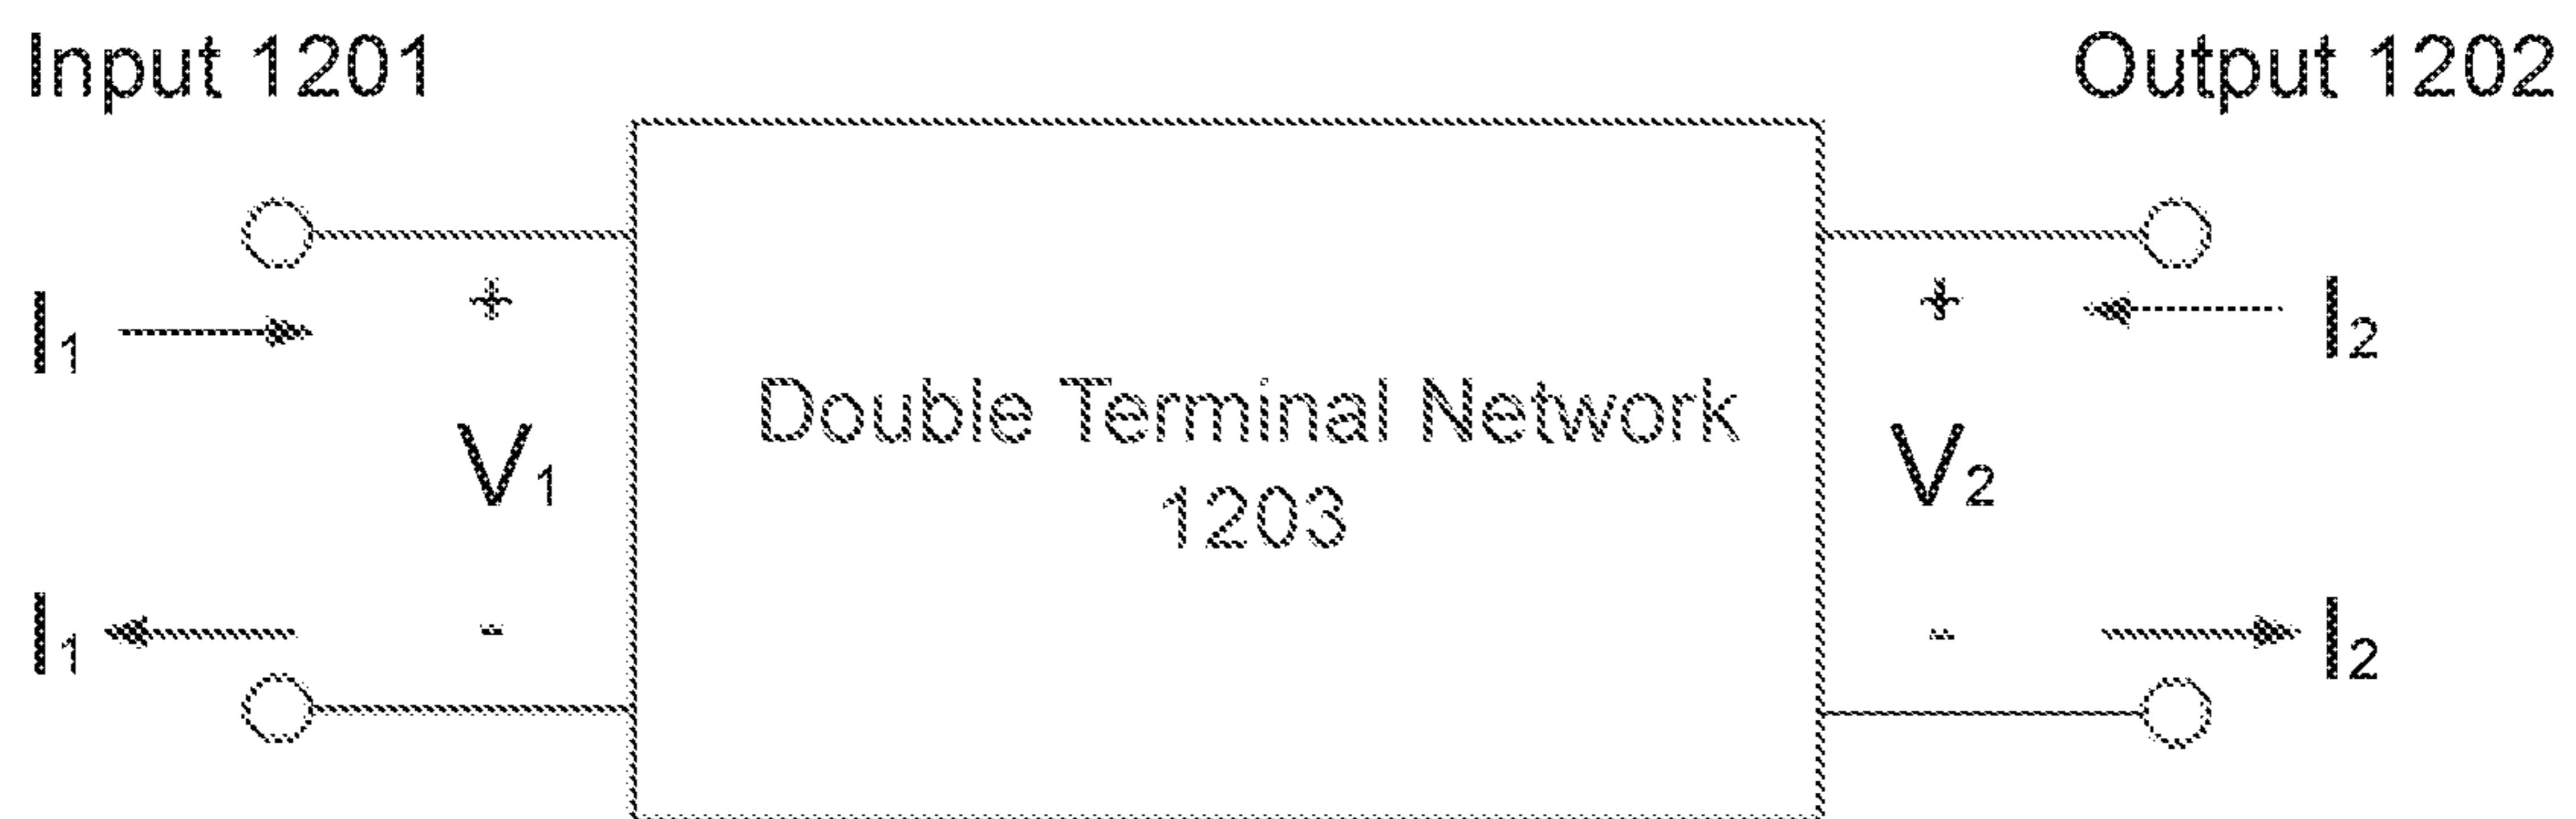 Input 1201
Output 1202
I1
+
+
I2
V1
Double Terminal Network
1203
V2
I1
-
-
I2